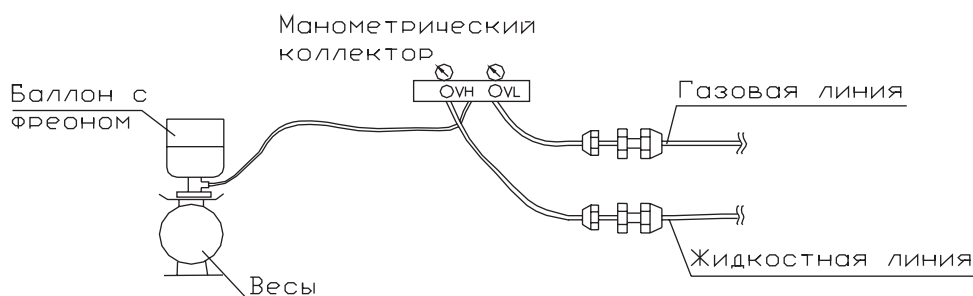 Манометрический
коллектор
Баллон с
фреоном
VH
VL
Газовая линия
Жидкостная линия
Весы